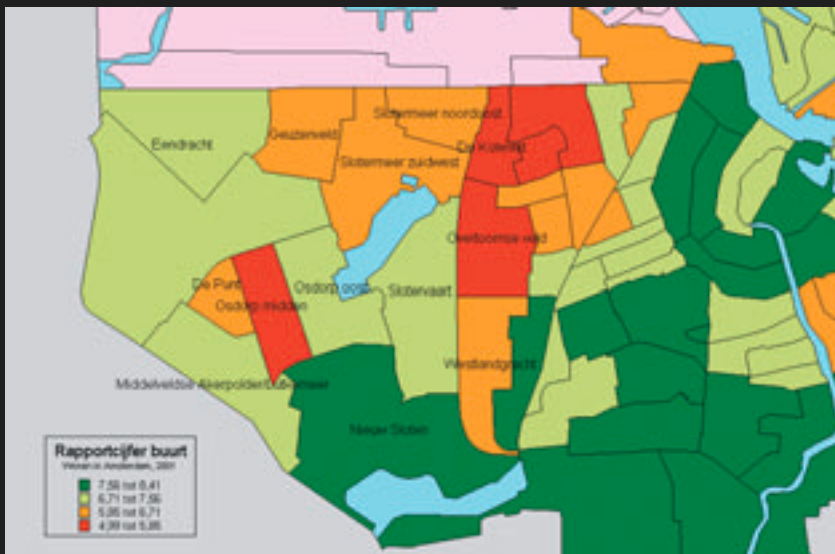 Slotermeer noordoost
Eendracht
Geuzenveld
De Kolenkit
Slotermeer zuidwest
Overtoomse veld
De Punt
Osdorp oost
Slotervaart
Osdorp midden
Westlandgracht
Middelveldse Akerpolder/Sloten
Nieuw Sloten
Rapportcijfer buurt
Wonen in Amsterdam, 2001
7,56 tot 8,41
6,71 tot 7,56
5,85 tot 6,71
4,99 tot 5,85